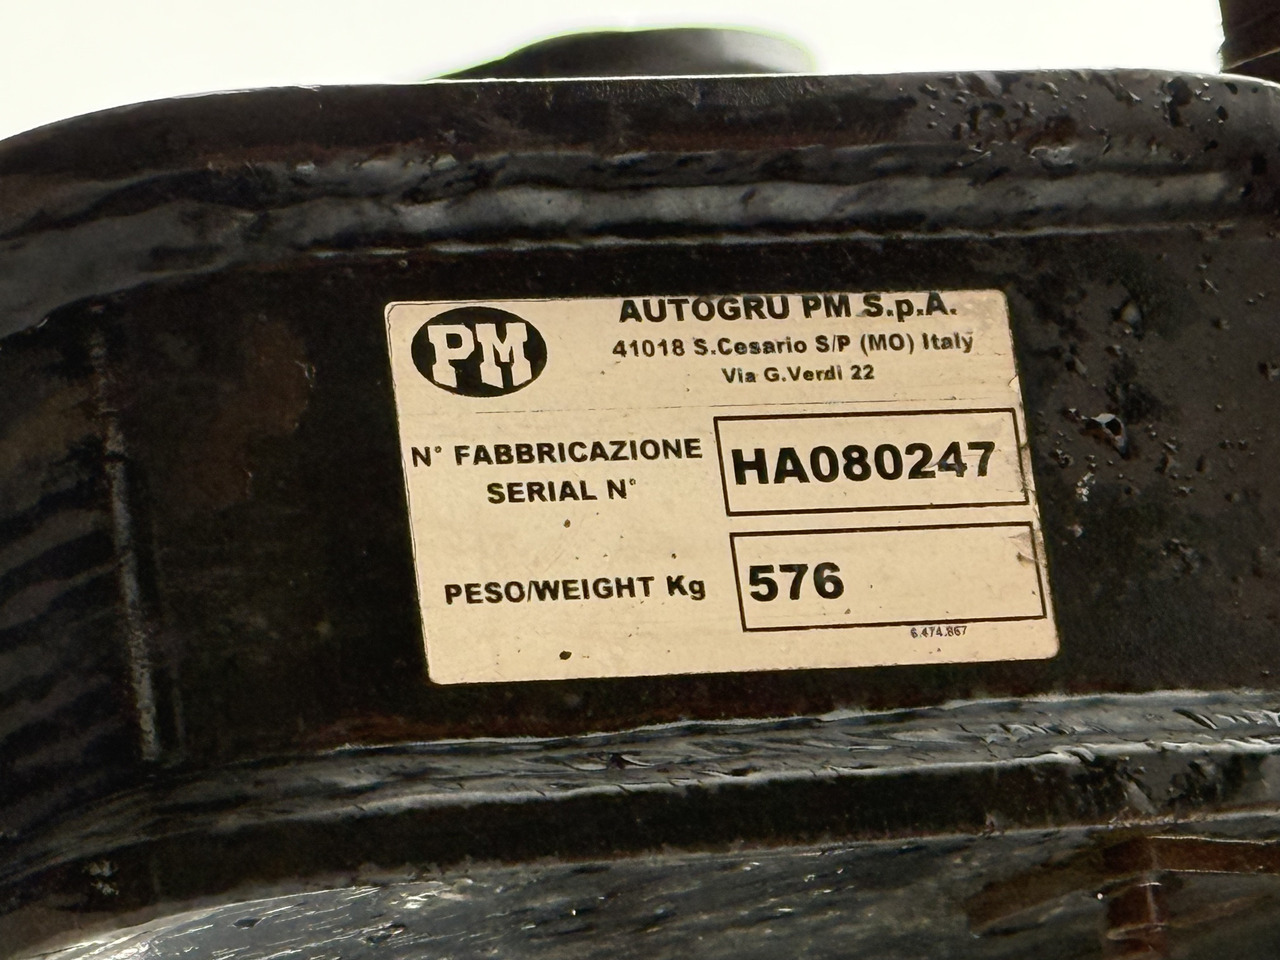 PM
AUTOGRU PM S.p.A.
41018 S.Cesario S/P (MO) Italy
Via G.Verdi 22
N° FABBRICAZIONE
SERIAL N°
HA080247
PESO/WEIGHT Kg
576
6.474.867